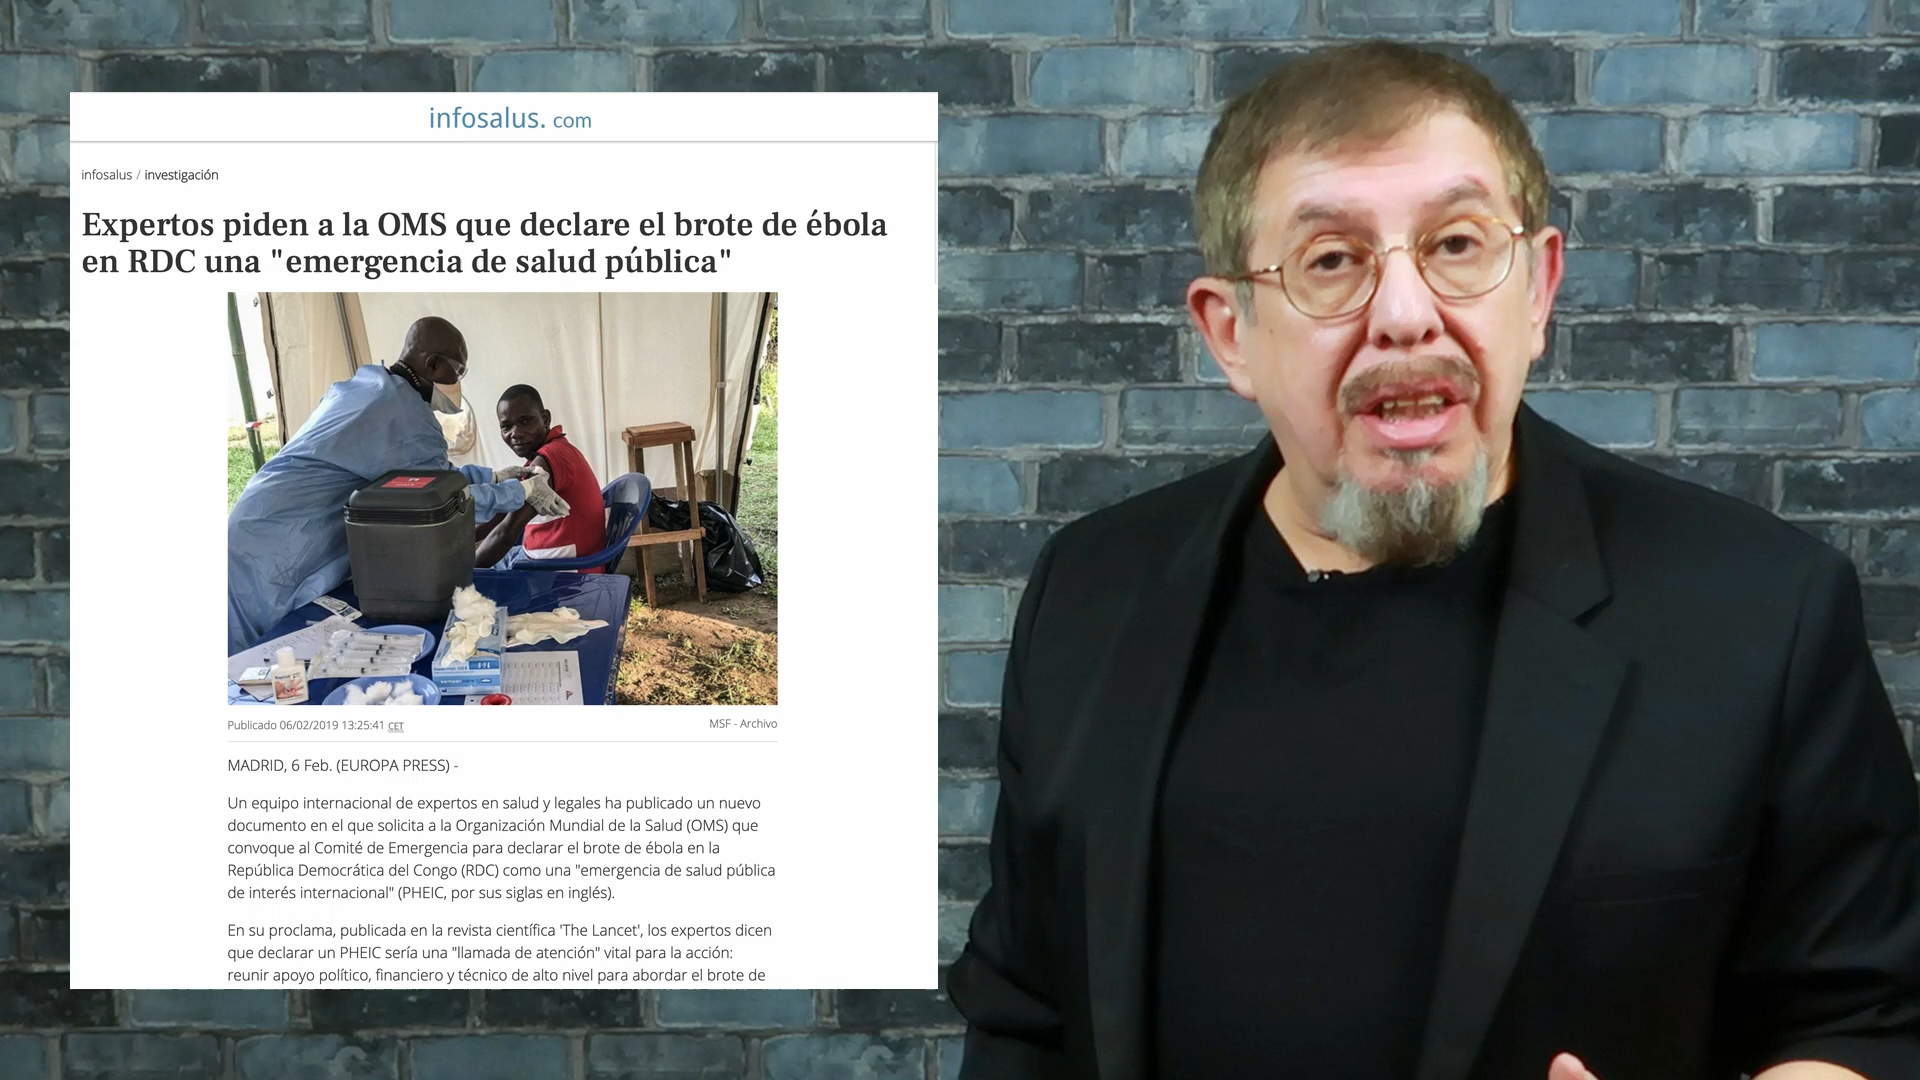 infosalus. com
infosalus / investigación
Expertos piden a la OMS que declare el brote de ébola
en RDC una "emergencia de salud pública"
Publicado 06/02/2019 13:25:41 CET
MSF - Archivo
MADRID, 6 Feb. (EUROPA PRESS) -
Un equipo internacional de expertos en salud y legales ha publicado un nuevo
documento en el que solicita a la Organización Mundial de la Salud (OMS) que
convoque al Comité de Emergencia para declarar el brote de ébola en la
República Democrática del Congo (RDC) como una "emergencia de salud pública
de interés internacional" (PHEIC, por sus siglas en inglés).
En su proclama, publicada en la revista científica 'The Lancet', los expertos dicen
que declarar un PHEIC sería una "llamada de atención" vital para la acción:
reunir apoyo político, financiero y técnico de alto nivel para abordar el brote de